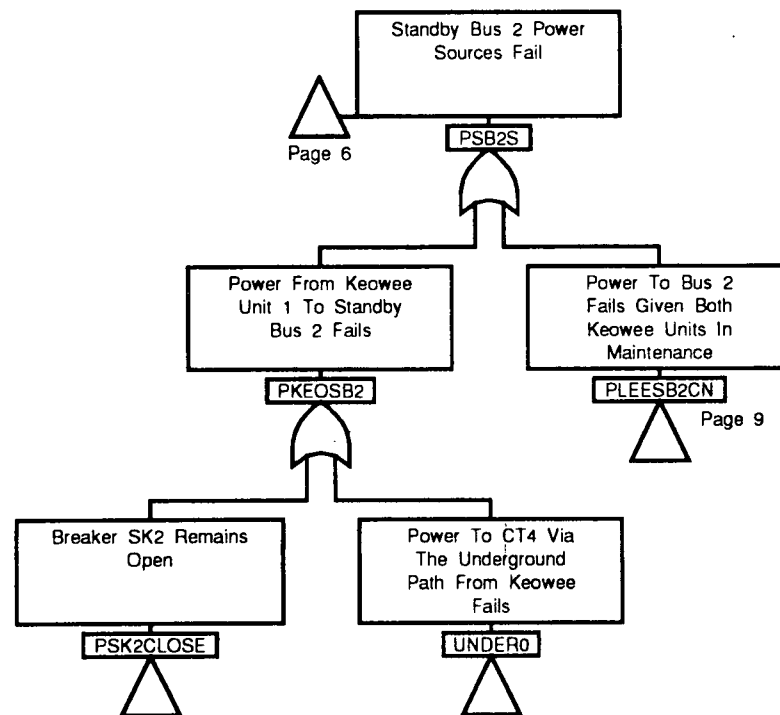 Standby Bus 2 Power
Sources Fail
Page 6
PSB2S
Power From Keowee
Unit 1 To Standby
Bus 2 Fails
PKEOSB2
Power To Bus 2
Fails Given Both
Keowee Units In
Maintenance
PLEESB2CN
Page 9
Breaker SK2 Remains
Open
PSK2CLOSE
Power To CT4 Via
The Underground
Path From Keowee
Fails
UNDER0